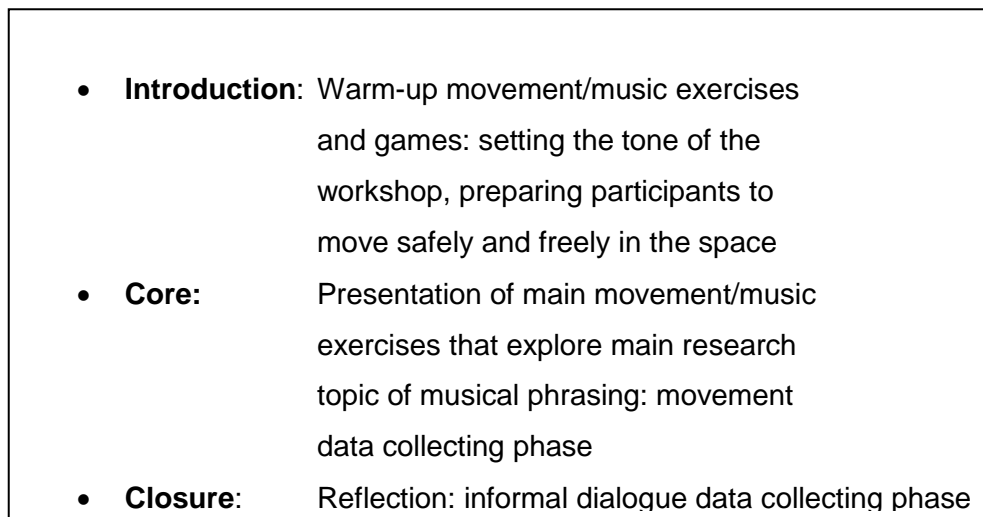 • Introduction: Warm-up movement/music exercises
and games: setting the tone of the
workshop, preparing participants to
move safely and freely in the space
• Core: Presentation of main movement/music
exercises that explore main research
topic of musical phrasing: movement
data collecting phase
• Closure: Reflection: informal dialogue data collecting phase